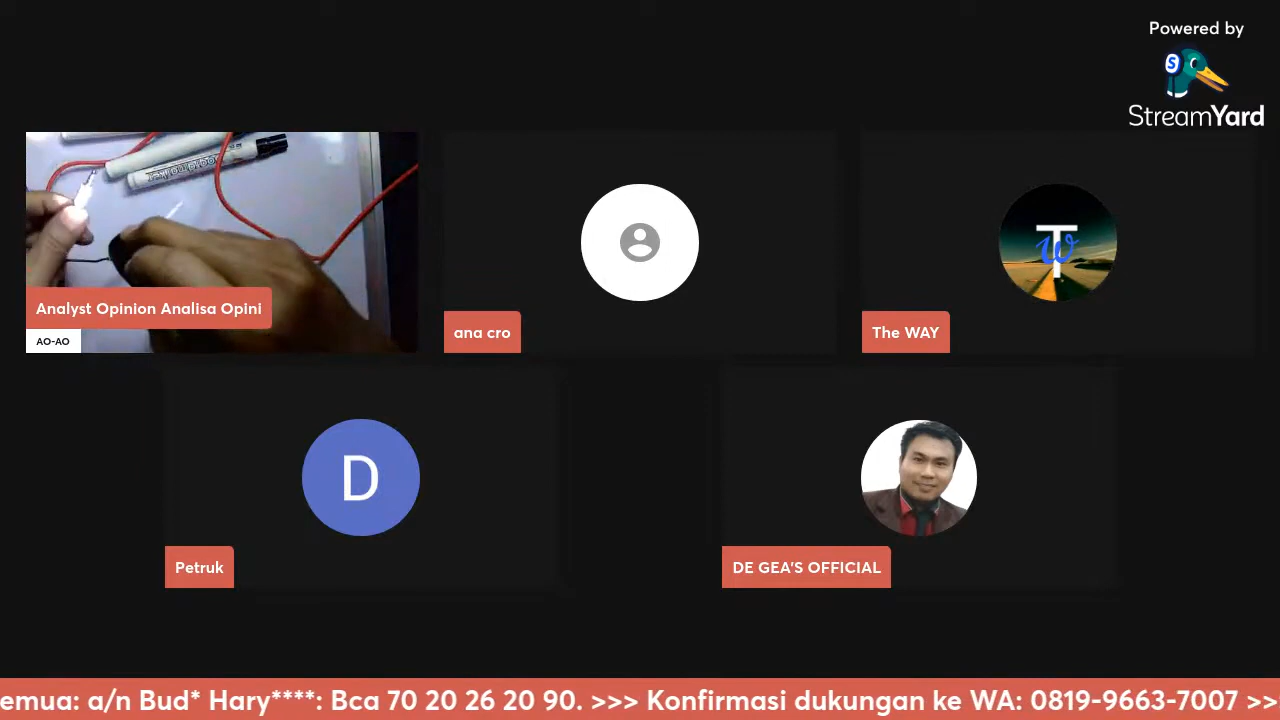 Powered by
S
StreamYard
Analyst Opinion Analisa Opini
AO-AO
ana cro
T
w
The WAY
D
Petruk
DE GEA'S OFFICIAL
emua: a/n Bud* Hary****: Bca 70 20 26 20 90. >>> Konfirmasi dukungan ke WA: 0819-9663-7007 >>